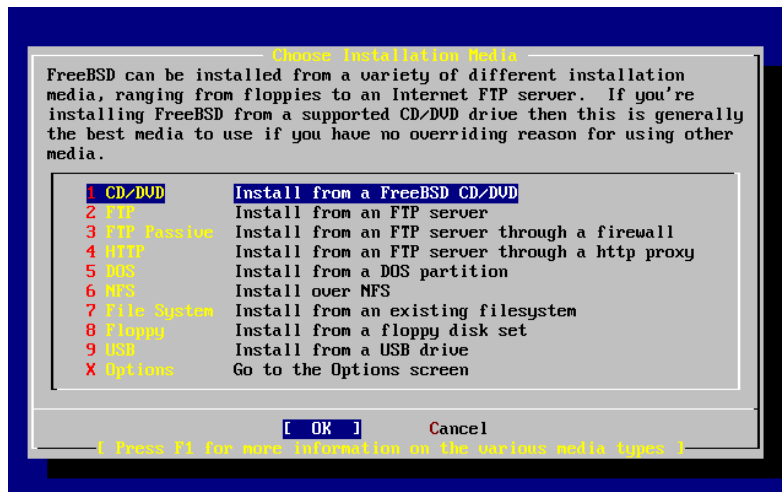 Choose Installation Media
FreeBSD can be installed from a variety of different installation
media, ranging from floppies to an Internet FTP server.  If you're
installing FreeBSD from a supported CD/DVD drive then this is generally
the best media to use if you have no overriding reason for using other
media.
1 CD/DVD Install from a FreeBSD CD/DVD
2 FTP Install from an FTP server
3 FTP Passive Install from an FTP server through a firewall
4 HTTP Install from an FTP server through a http proxy
5 DOS Install from a DOS partition
6 NFS Install over NFS
7 File System Install from an existing filesystem
8 Floppy Install from a floppy disk set
9 USB Install from a USB drive
X Options Go to the Options screen
[ OK ] Cancel
[ Press F1 for more information on the various media types ]